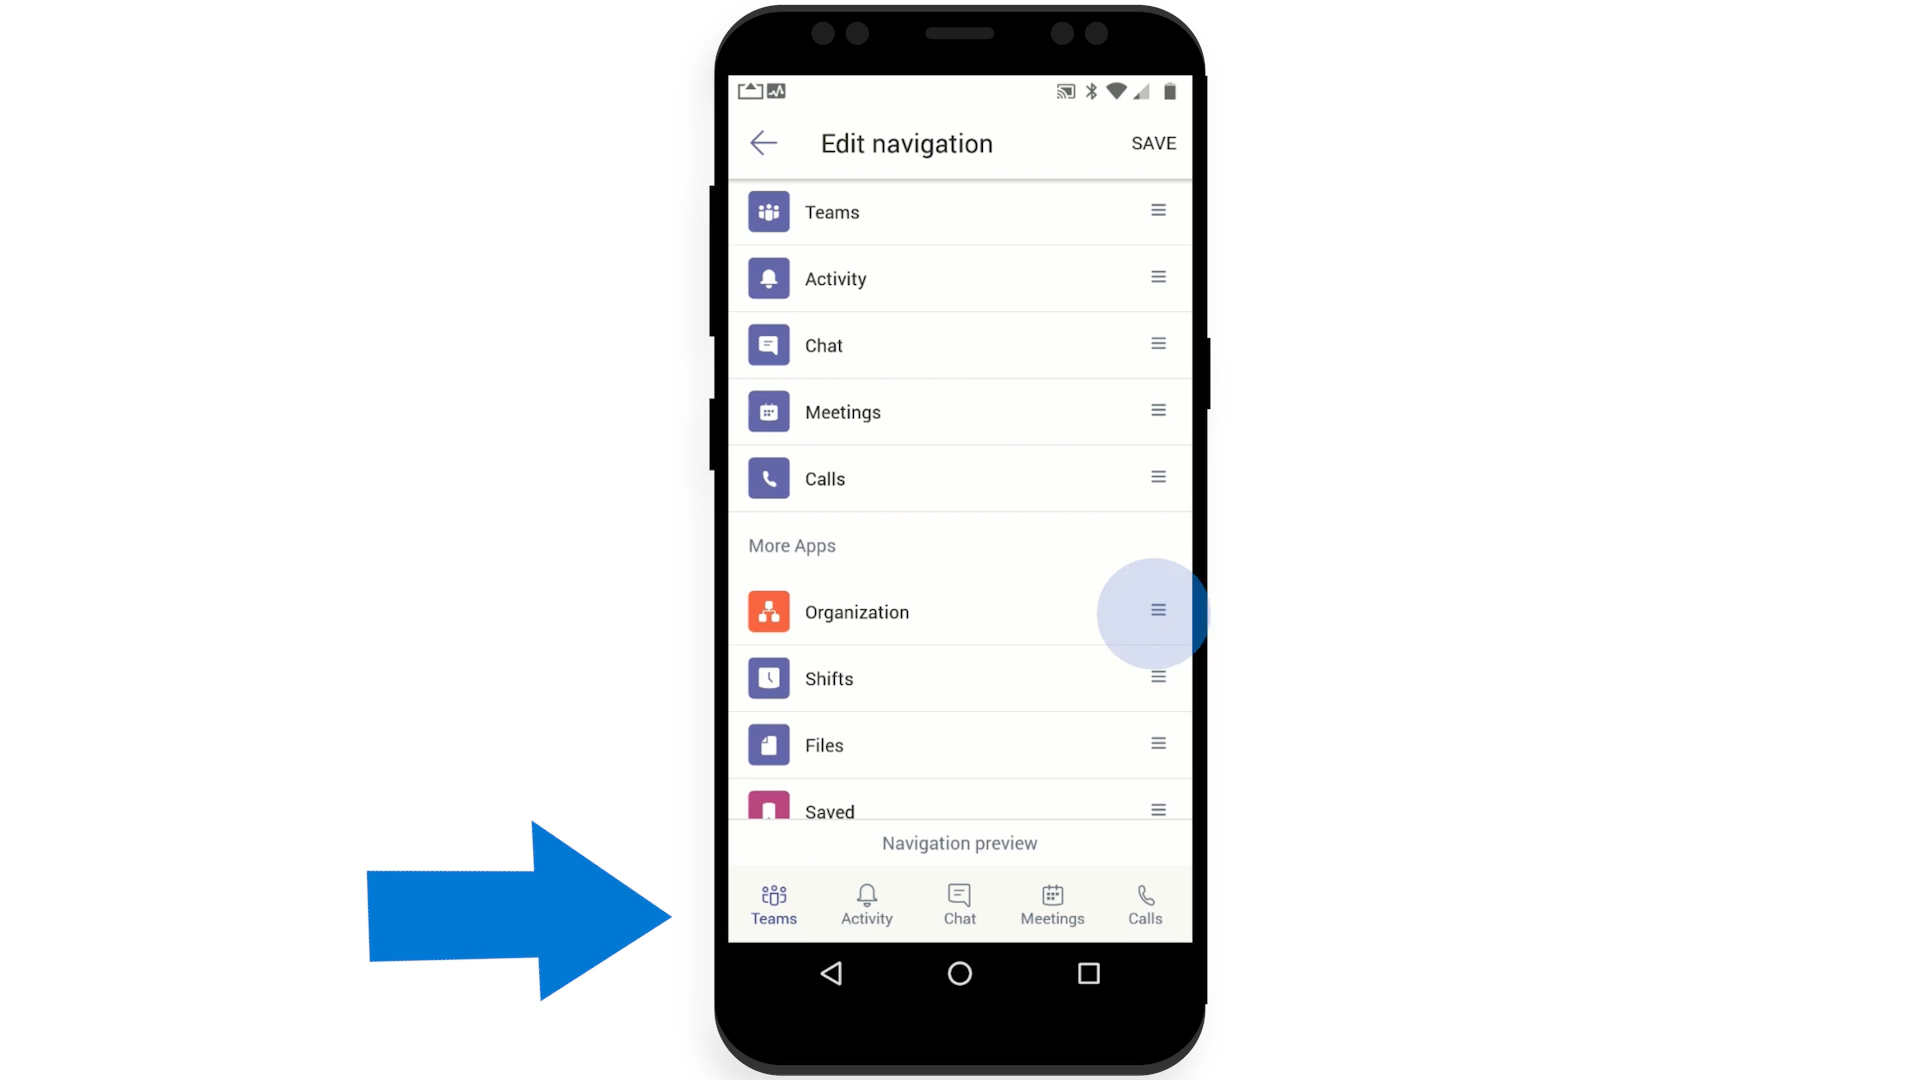 Edit navigation SAVE
Teams
Activity
Chat
Meetings
Calls
More Apps
Organization
Shifts
Files
Saved
Navigation preview
Teams Activity Chat Meetings Calls